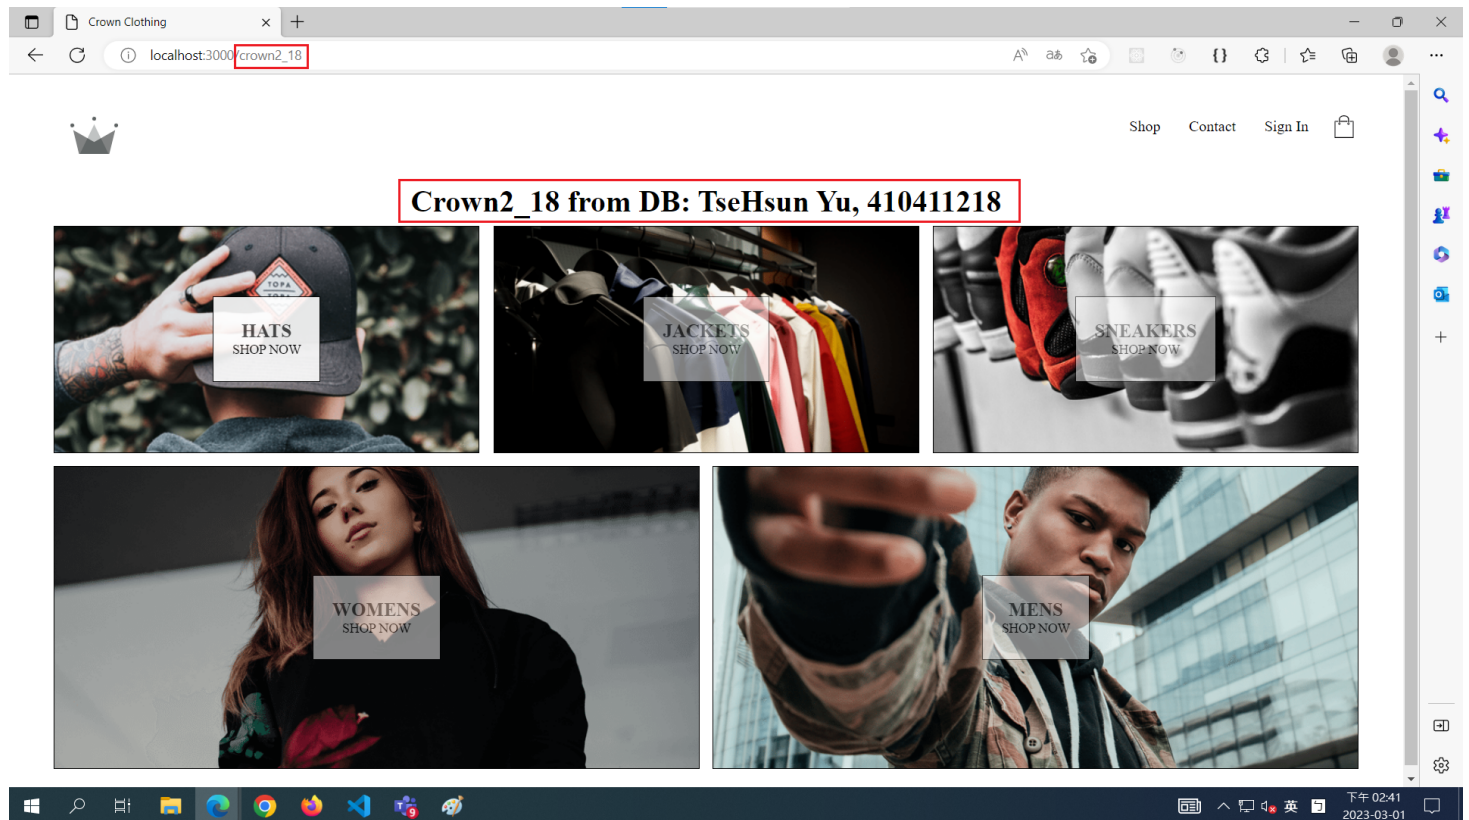 Crown Clothing
localhost:3000/crown2_18
Shop Contact Sign In
Crown2_18 from DB: TseHsun Yu, 410411218
TOPA
HATS
SHOP NOW
JACKETS
SHOP NOW
SNEAKERS
SHOP NOW
WOMENS
SHOP NOW
MENS
SHOP NOW
9
英
ㄅ
下午 02:41
2023-03-01